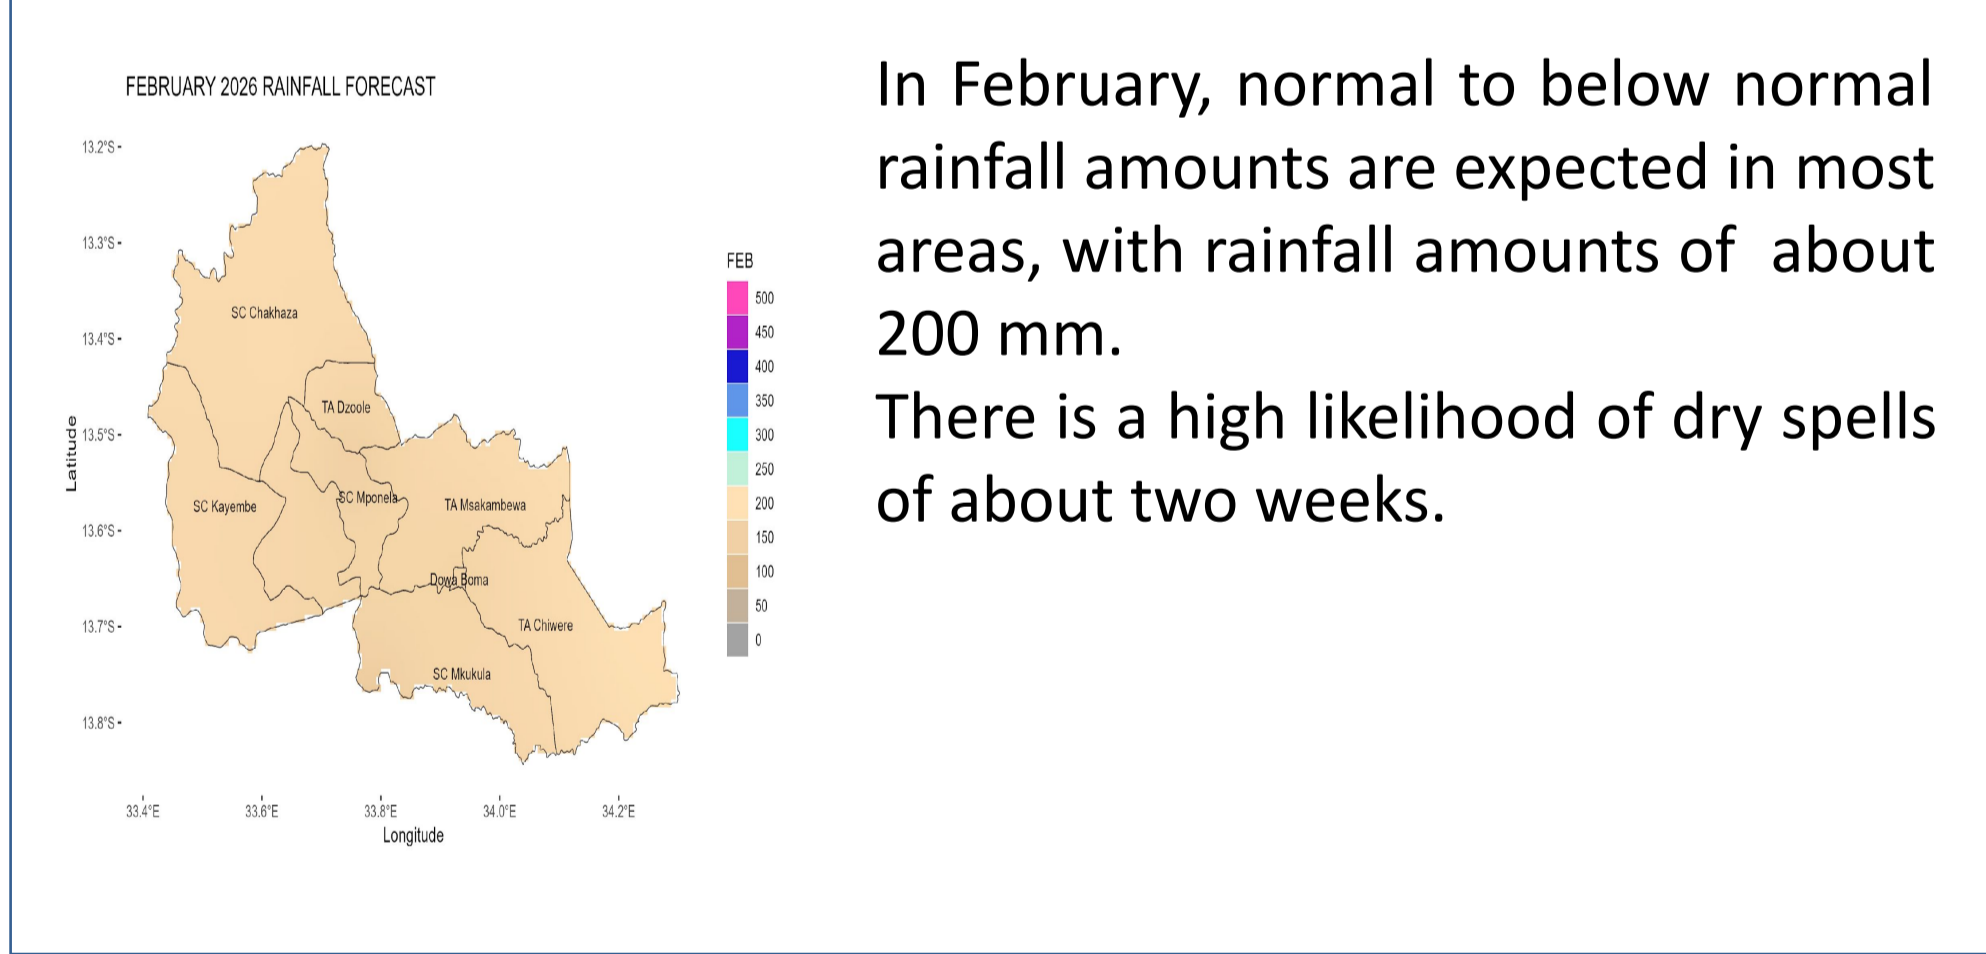 FEBRUARY 2026 RAINFALL FORECAST
13.2°S
13.3°S
13.4°S
13.5°S
13.6°S
13.7°S
13.8°S
Latitude
SC Chakhaza
TA Dzoole
SC Kayembe
SC Mponela
TA Msakambewa
Dowa Boma
TA Chiwere
SC Mkukula
33.4°E
33.6°E
33.8°E
34.0°E
34.2°E
Longitude
FEB
500
450
400
350
300
250
200
150
100
50
0
In February, normal to below normal
rainfall amounts are expected in most
areas, with rainfall amounts of about
200 mm.
There is a high likelihood of dry spells
of about two weeks.